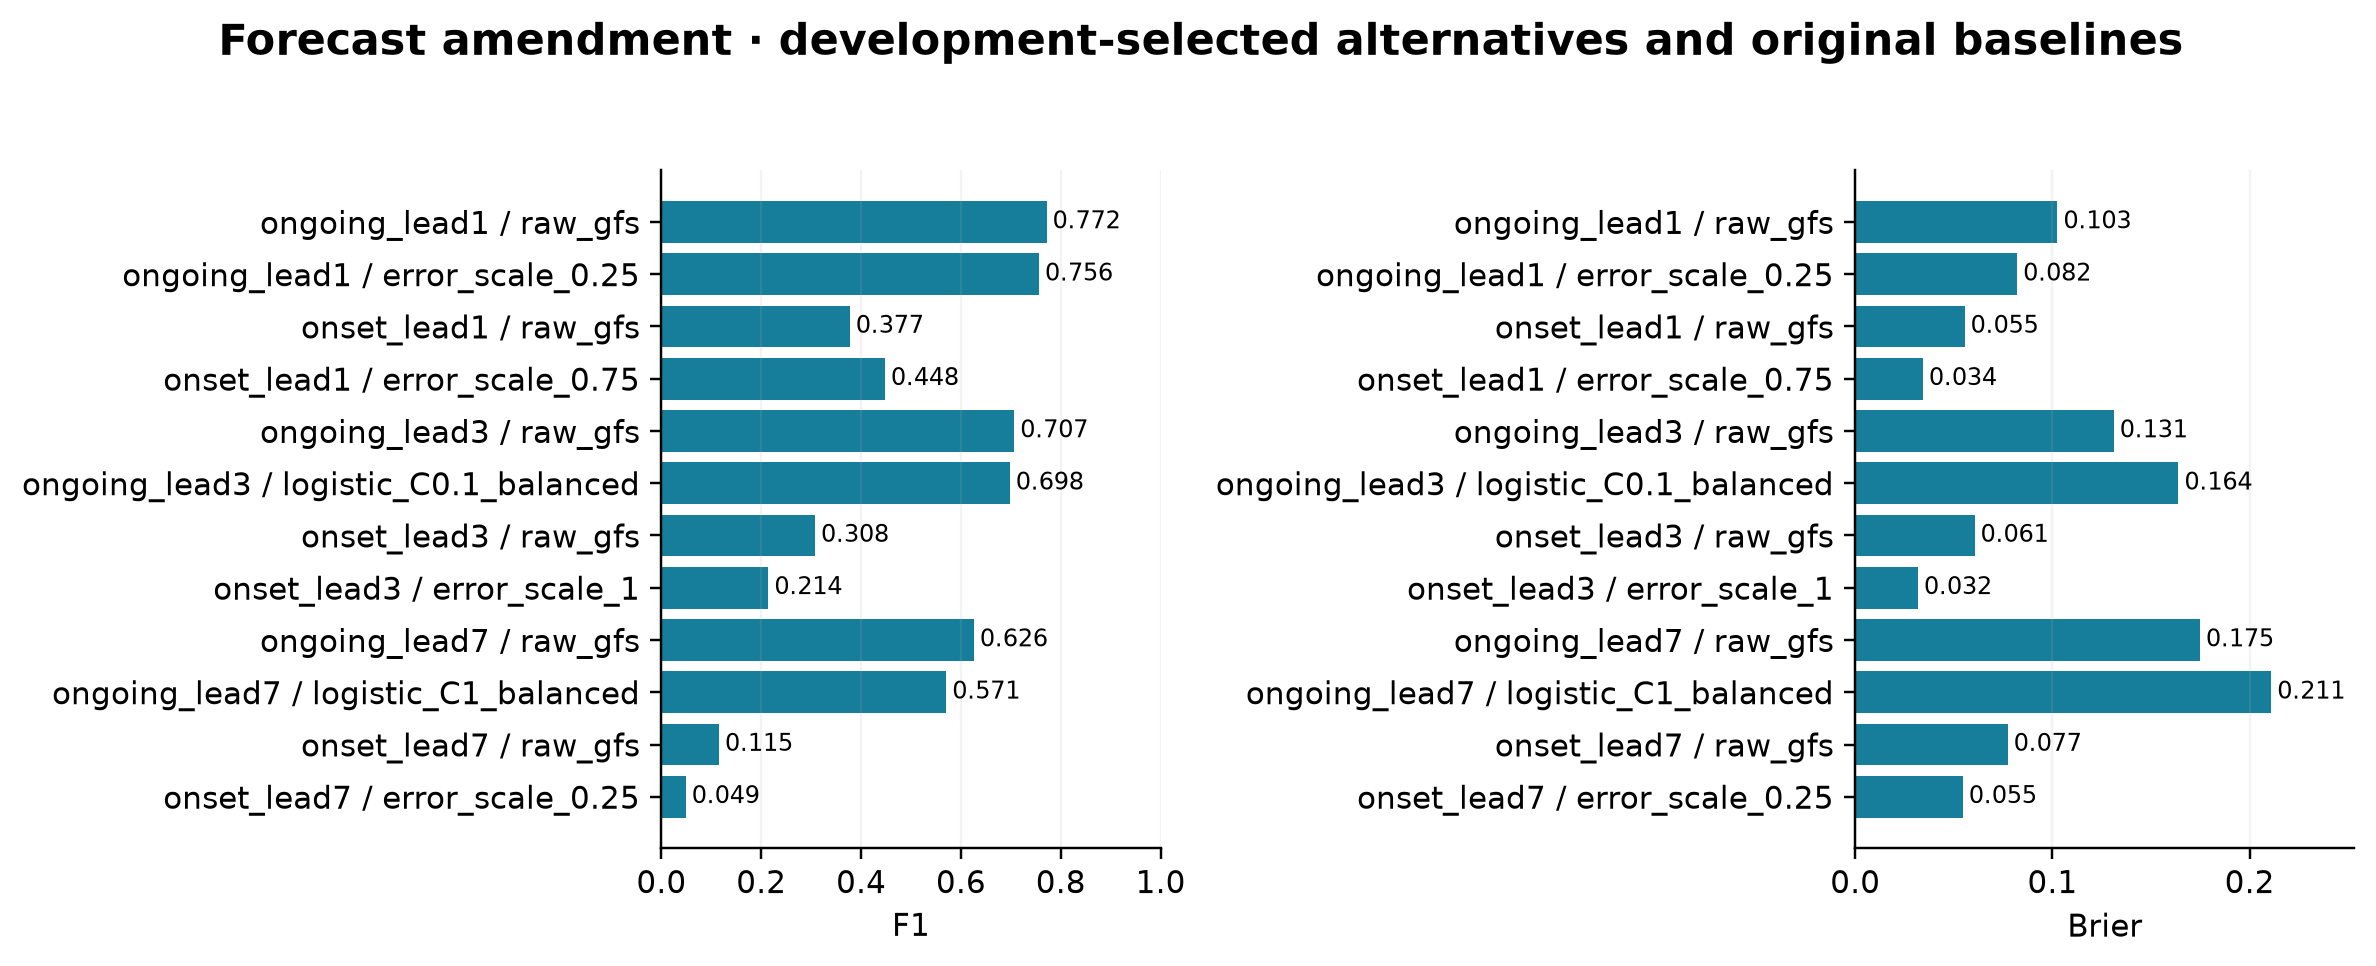 Forecast amendment · development-selected alternatives and original baselines
ongoing_lead1 / raw_gfs 0.772
ongoing_lead1 / error_scale_0.25 0.756
onset_lead1 / raw_gfs 0.377
onset_lead1 / error_scale_0.75 0.448
ongoing_lead3 / raw_gfs 0.707
ongoing_lead3 / logistic_C0.1_balanced 0.698
onset_lead3 / raw_gfs 0.308
onset_lead3 / error_scale_1 0.214
ongoing_lead7 / raw_gfs 0.626
ongoing_lead7 / logistic_C1_balanced 0.571
onset_lead7 / raw_gfs 0.115
onset_lead7 / error_scale_0.25 0.049
0.0 0.2 0.4 0.6 0.8 1.0
F1
ongoing_lead1 / raw_gfs 0.103
ongoing_lead1 / error_scale_0.25 0.082
onset_lead1 / raw_gfs 0.055
onset_lead1 / error_scale_0.75 0.034
ongoing_lead3 / raw_gfs 0.131
ongoing_lead3 / logistic_C0.1_balanced 0.164
onset_lead3 / raw_gfs 0.061
onset_lead3 / error_scale_1 0.032
ongoing_lead7 / raw_gfs 0.175
ongoing_lead7 / logistic_C1_balanced 0.211
onset_lead7 / raw_gfs 0.077
onset_lead7 / error_scale_0.25 0.055
0.0 0.1 0.2
Brier